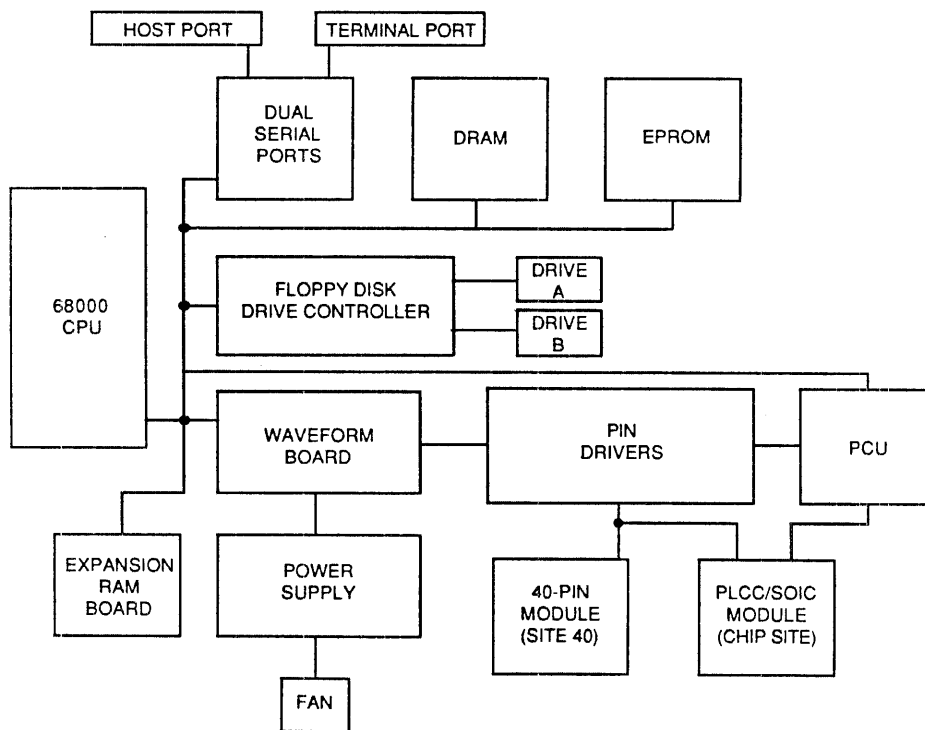 HOST PORT
TERMINAL PORT
DUAL
SERIAL
PORTS
DRAM
EPROM
68000
CPU
FLOPPY DISK
DRIVE CONTROLLER
DRIVE
A
DRIVE
B
WAVEFORM
BOARD
PIN
DRIVERS
PCU
EXPANSION
RAM
BOARD
POWER
SUPPLY
40-PIN
MODULE
(SITE 40)
PLCC/SOIC
MODULE
(CHIP SITE)
FAN